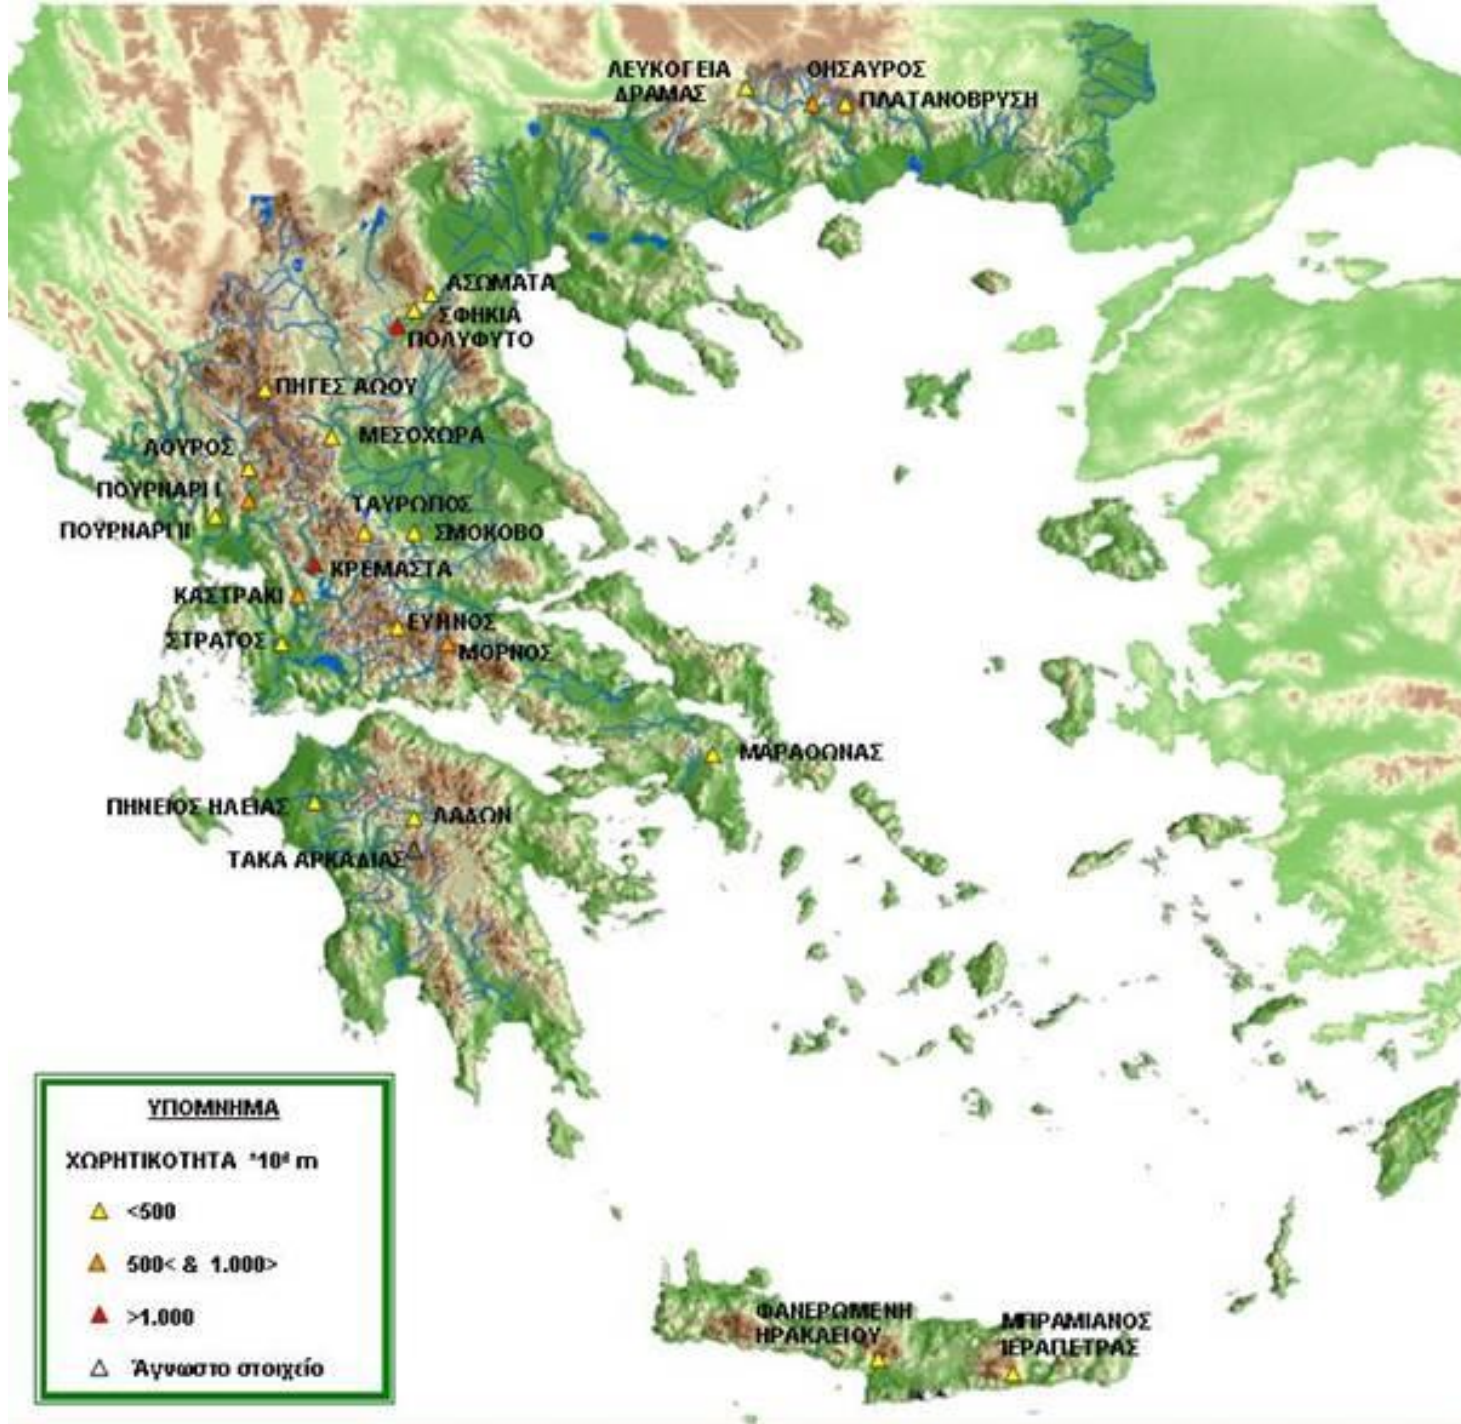 ΛΕΥΚΟΓΕΙΑ
ΔΡΑΜΑΣ
ΘΗΣΑΥΡΟΣ
ΠΛΑΤΑΝΟΒΡΥΣΗ
ΑΣΩΜΑΤΑ
ΣΦΗΚΙΑ
ΠΟΛΥΦΥΤΟ
ΠΗΓΕΣ ΑΩΟΥ
ΜΕΣΟΧΩΡΑ
ΛΟΥΡΟΣ
ΠΟΥΡΝΑΡΙ Ι
ΠΟΥΡΝΑΡΙ ΙΙ
ΤΑΥΡΩΠΟΣ
ΣΜΟΚΟΒΟ
ΚΡΕΜΑΣΤΑ
ΚΑΣΤΡΑΚΙ
ΕΥΗΝΟΣ
ΣΤΡΑΤΟΣ
ΜΟΡΝΟΣ
ΜΑΡΑΘΩΝΑΣ
ΠΗΝΕΙΟΣ ΗΛΕΙΑΣ
ΛΑΔΩΝ
ΤΑΚΑ ΑΡΚΑΔΙΑΣ
ΦΑΝΕΡΩΜΕΝΗ
ΗΡΑΚΛΕΙΟΥ
ΜΠΡΑΜΙΑΝΟΣ
ΙΕΡΑΠΕΤΡΑΣ
ΥΠΟΜΝΗΜΑ
ΧΩΡΗΤΙΚΟΤΗΤΑ *10⁶ m
<500
500< & 1.000>
>1.000
Άγνωστο στοιχείο